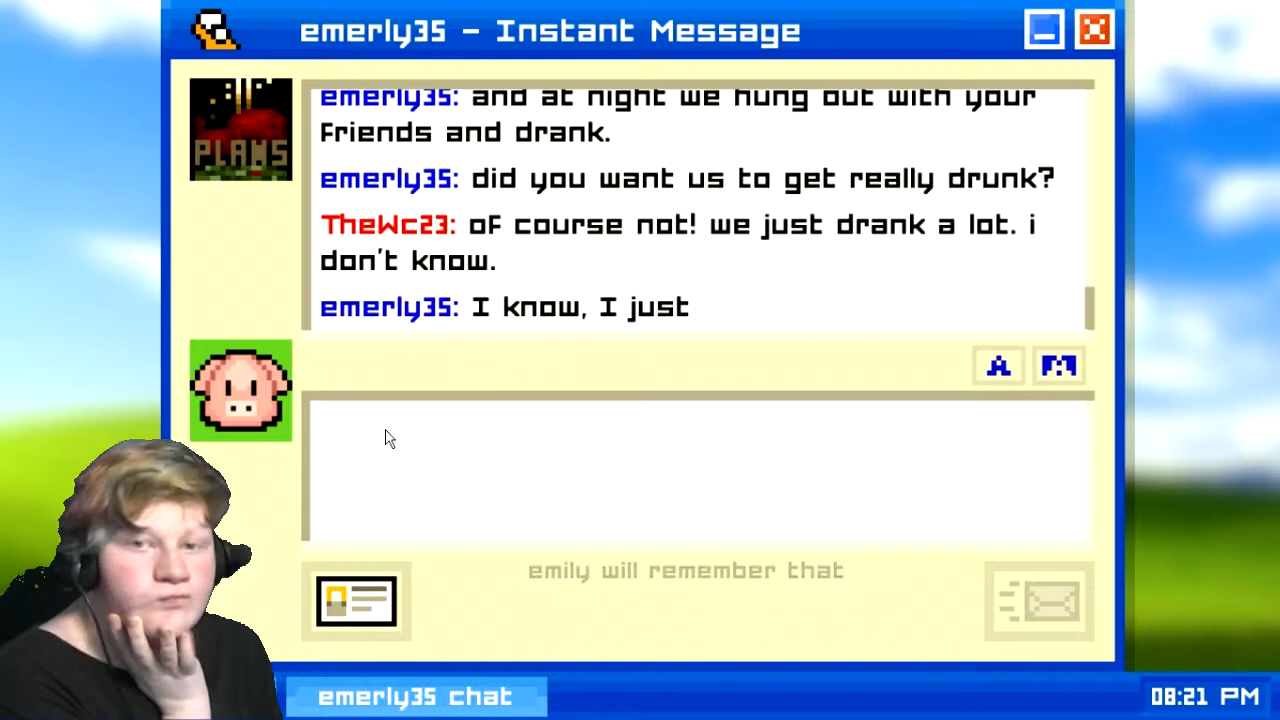 emerly35 - Instant Message
emerly35: and at night we hung out with your
friends and drank.
emerly35: did you want us to get really drunk?
TheWc23: of course not! we just drank a lot. i
don't know.
emerly35: I know, I just
PLANS
A
emily will remember that
emerly35 chat
08:21 PM